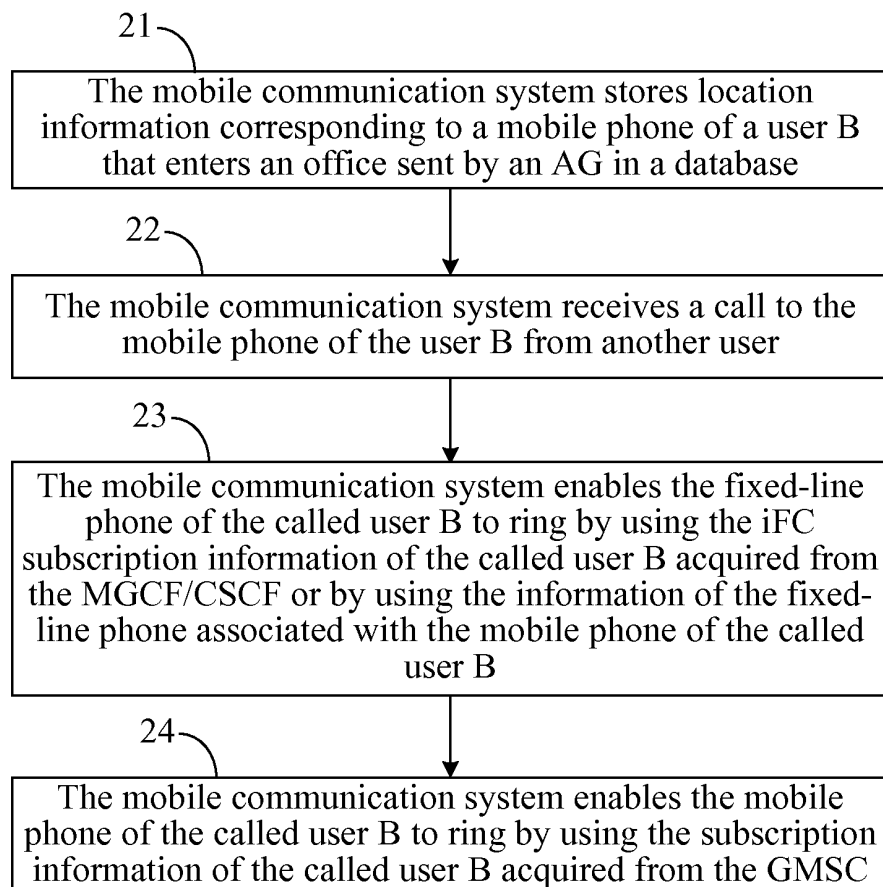 21
The mobile communication system stores location
information corresponding to a mobile phone of a user B
that enters an office sent by an AG in a database
22
The mobile communication system receives a call to the
mobile phone of the user B from another user
23
The mobile communication system enables the fixed-line
phone of the called user B to ring by using the iFC
subscription information of the called user B acquired from
the MGCF/CSCF or by using the information of the fixed-
line phone associated with the mobile phone of the called
user B
24
The mobile communication system enables the mobile
phone of the called user B to ring by using the subscription
information of the called user B acquired from the GMSC